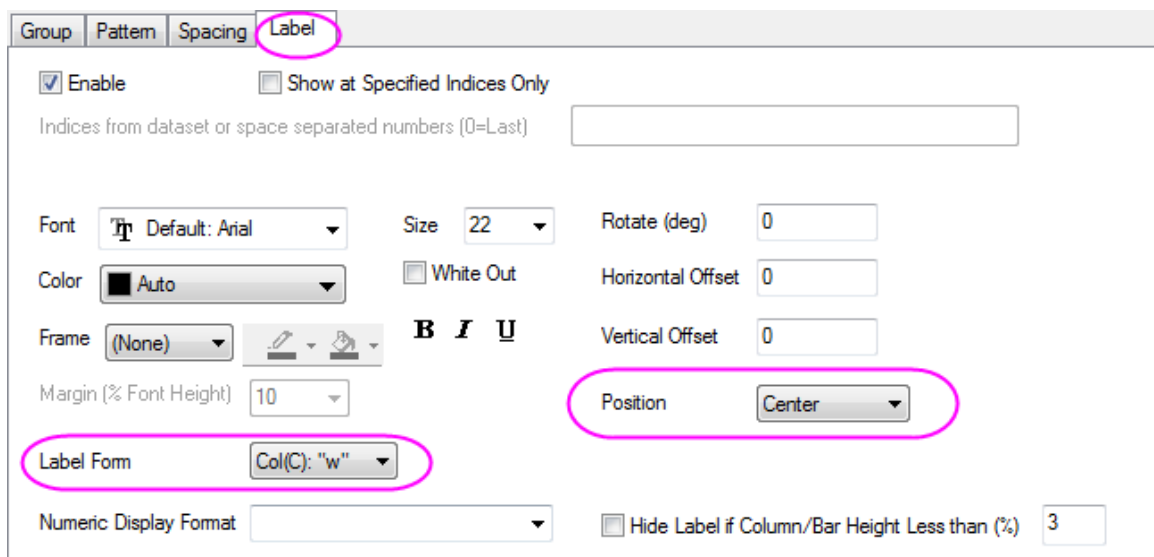 Group Pattern Spacing Label
Enable Show at Specified Indices Only
Indices from dataset or space separated numbers (0=Last)
Font Default: Arial Size 22 Rotate (deg) 0
Color Auto White Out Horizontal Offset 0
Frame (None) B I U Vertical Offset 0
Margin (% Font Height) 10 Position Center
Label Form Col(C): "w"
Numeric Display Format Hide Label if Column/Bar Height Less than (%) 3